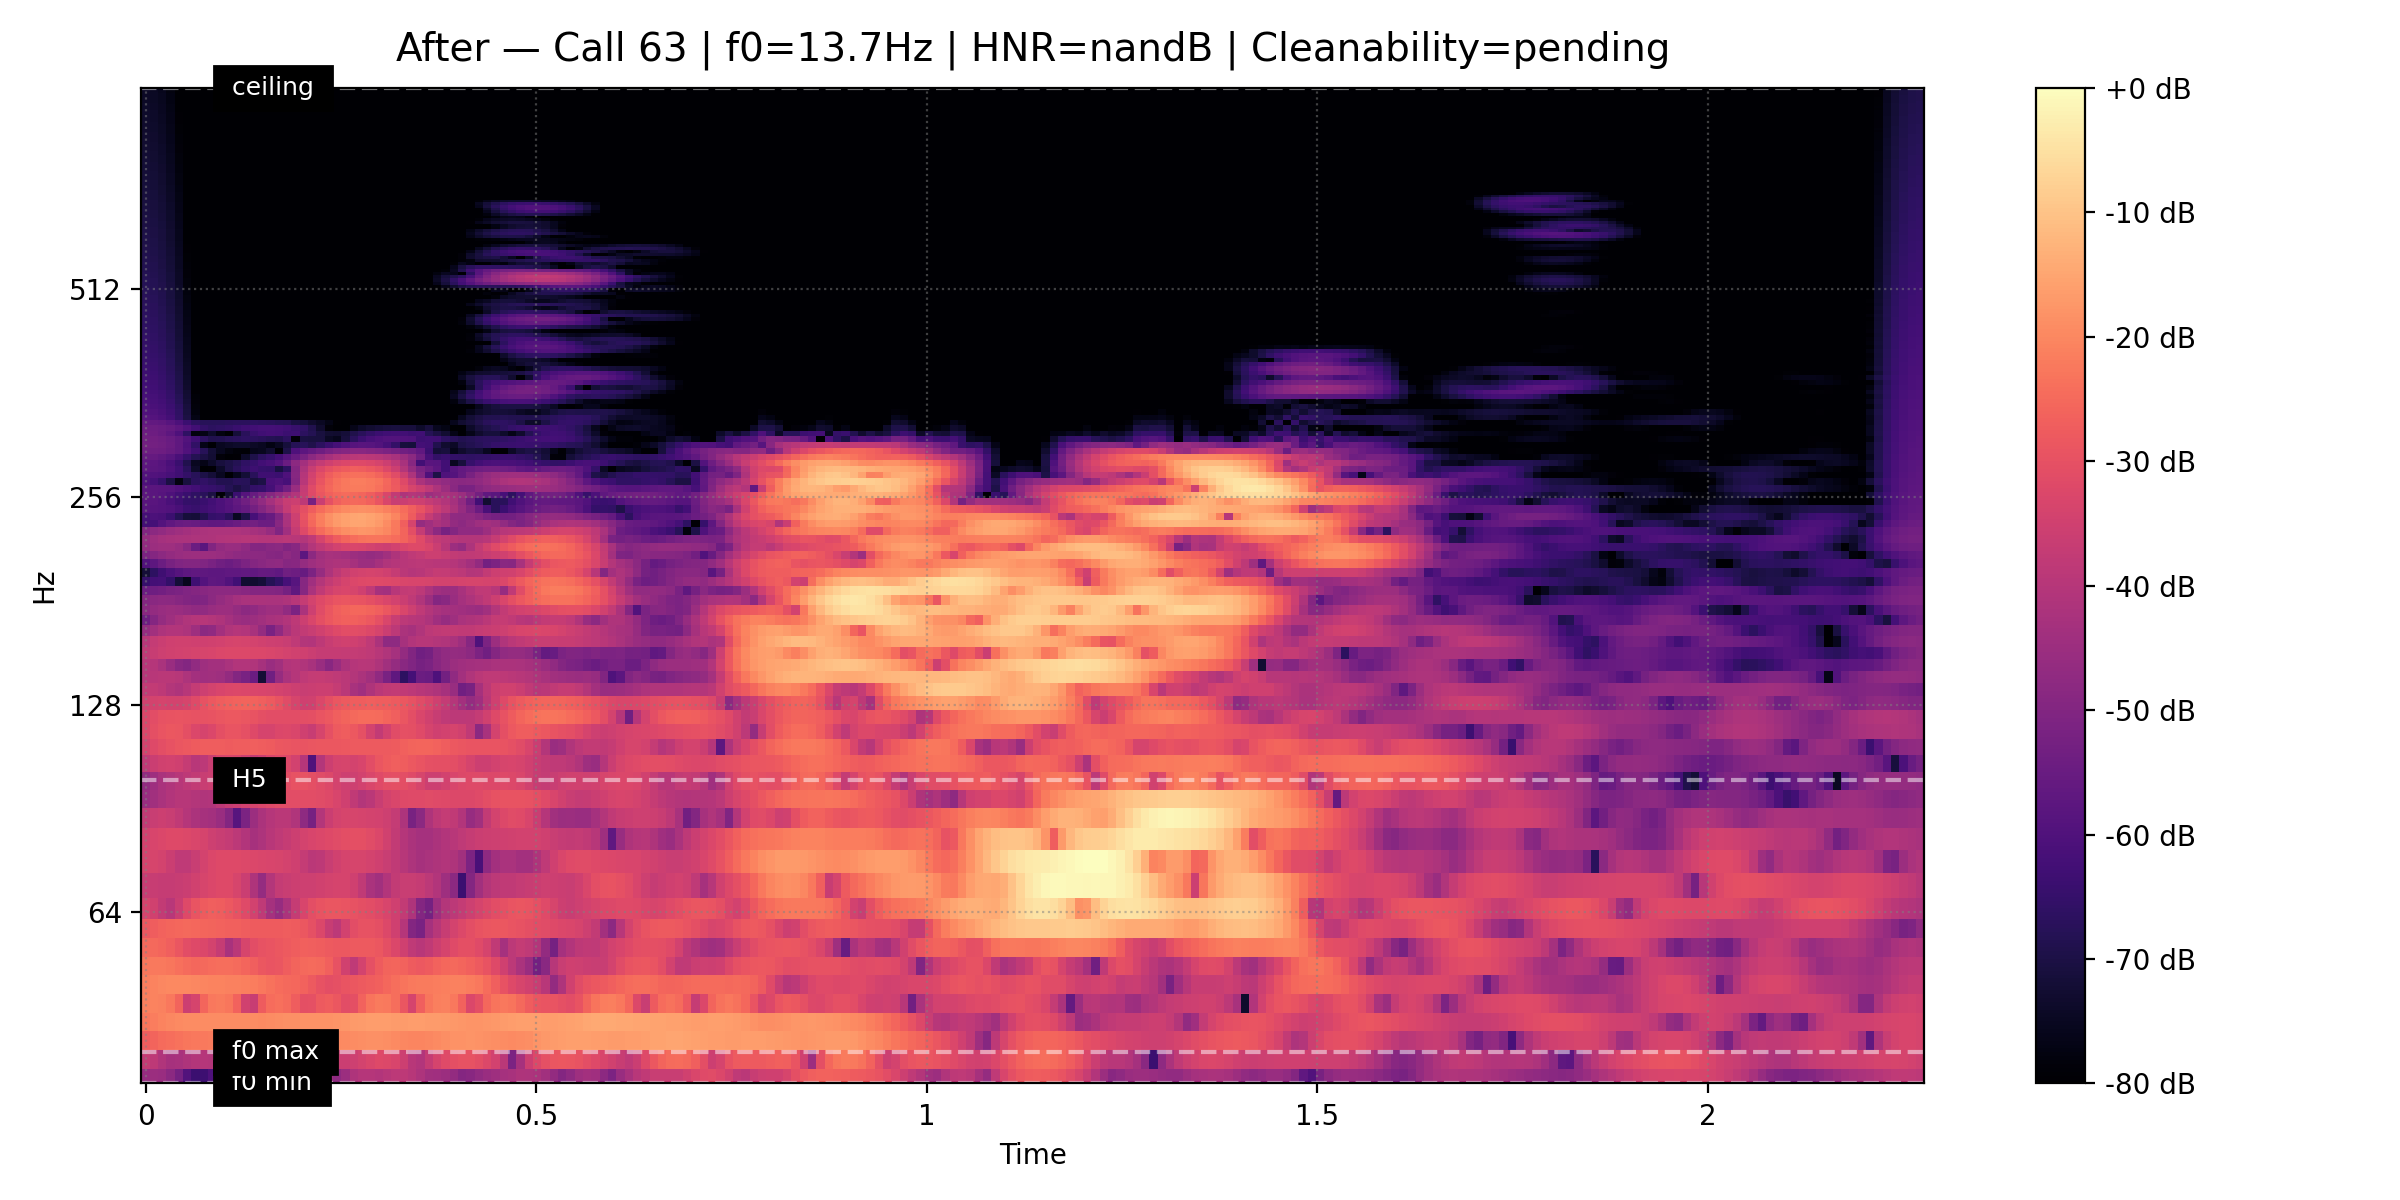 After — Call 63 | f0=13.7Hz | HNR=nandB | Cleanability=pending
ceiling
+0 dB
-10 dB
-20 dB
-30 dB
-40 dB
-50 dB
-60 dB
-70 dB
-80 dB
512
256
128
64
Hz
H5
f0 max
f0 min
0
0.5
1
1.5
2
Time